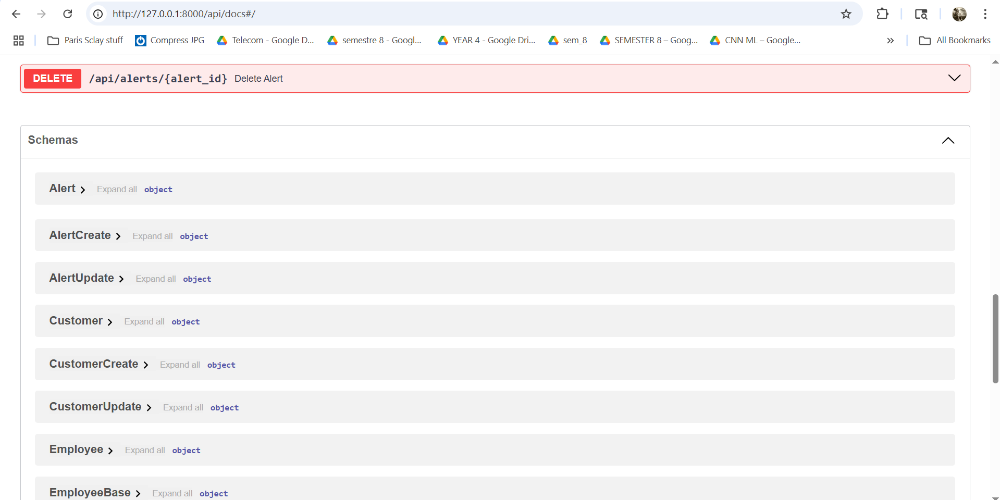 http://127.0.0.1:8000/api/docs#/
Paris Sclay stuff Compress JPG Telecom - Google D... semestre 8 - Googl... YEAR 4 - Google Dri... sem_8 SEMESTER 8 – Goog... CNN ML – Google... » All Bookmarks
DELETE /api/alerts/{alert_id} Delete Alert
Schemas
Alert Expand all object
AlertCreate Expand all object
AlertUpdate Expand all object
Customer Expand all object
CustomerCreate Expand all object
CustomerUpdate Expand all object
Employee Expand all object
EmployeeBase Expand all object